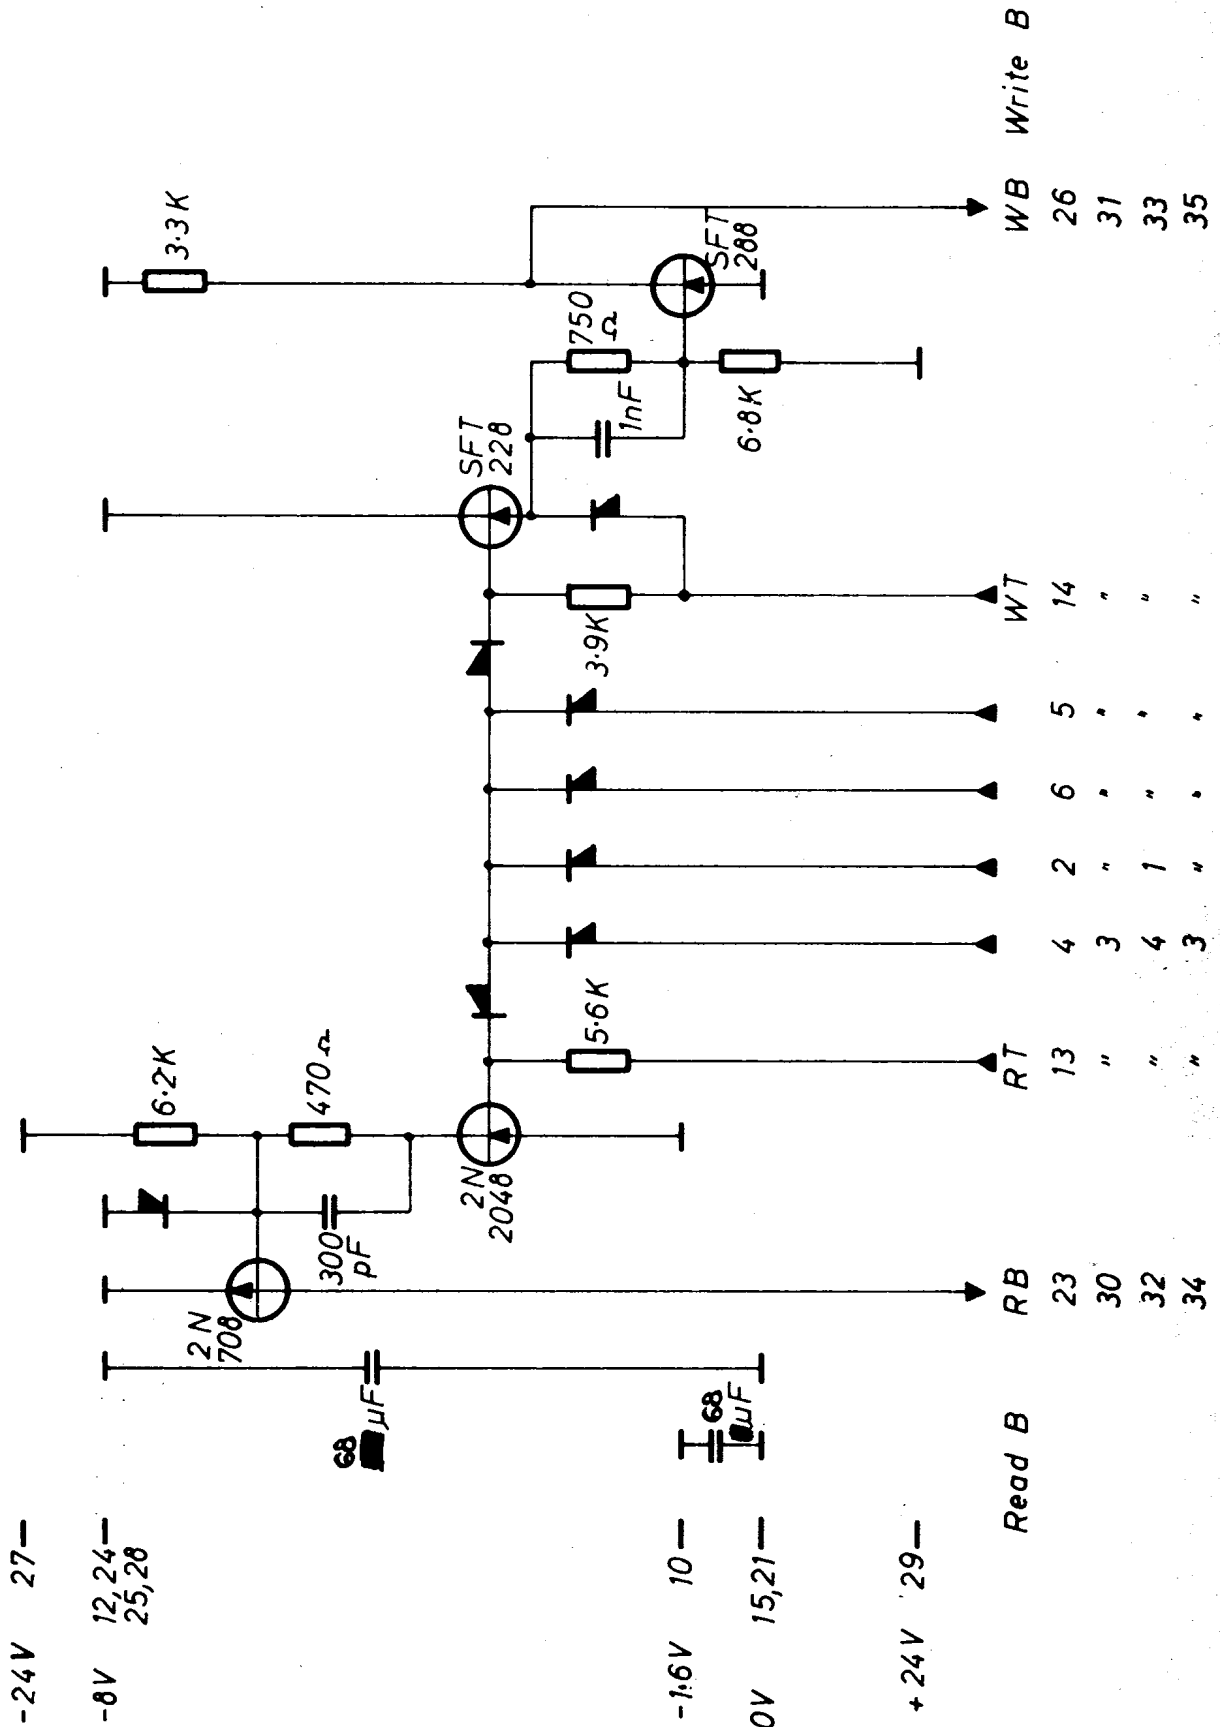 -24V 27
-8V 12,24
25,28
-1.6V 10
0V 15,21
+24V 29
68
µF
68
µF
2N
708
300
pF
6.2K
470Ω
2N
2048
5.6K
3.9K
SFT
228
1nF
750
Ω
6.8K
SFT
288
3.3K
Read B RB RT WT WB Write B
23 13 4 2 6 5 14 26
30 " 3 " " " " 31
32 " 4 1 " " " 33
34 " 3 " " " " 35